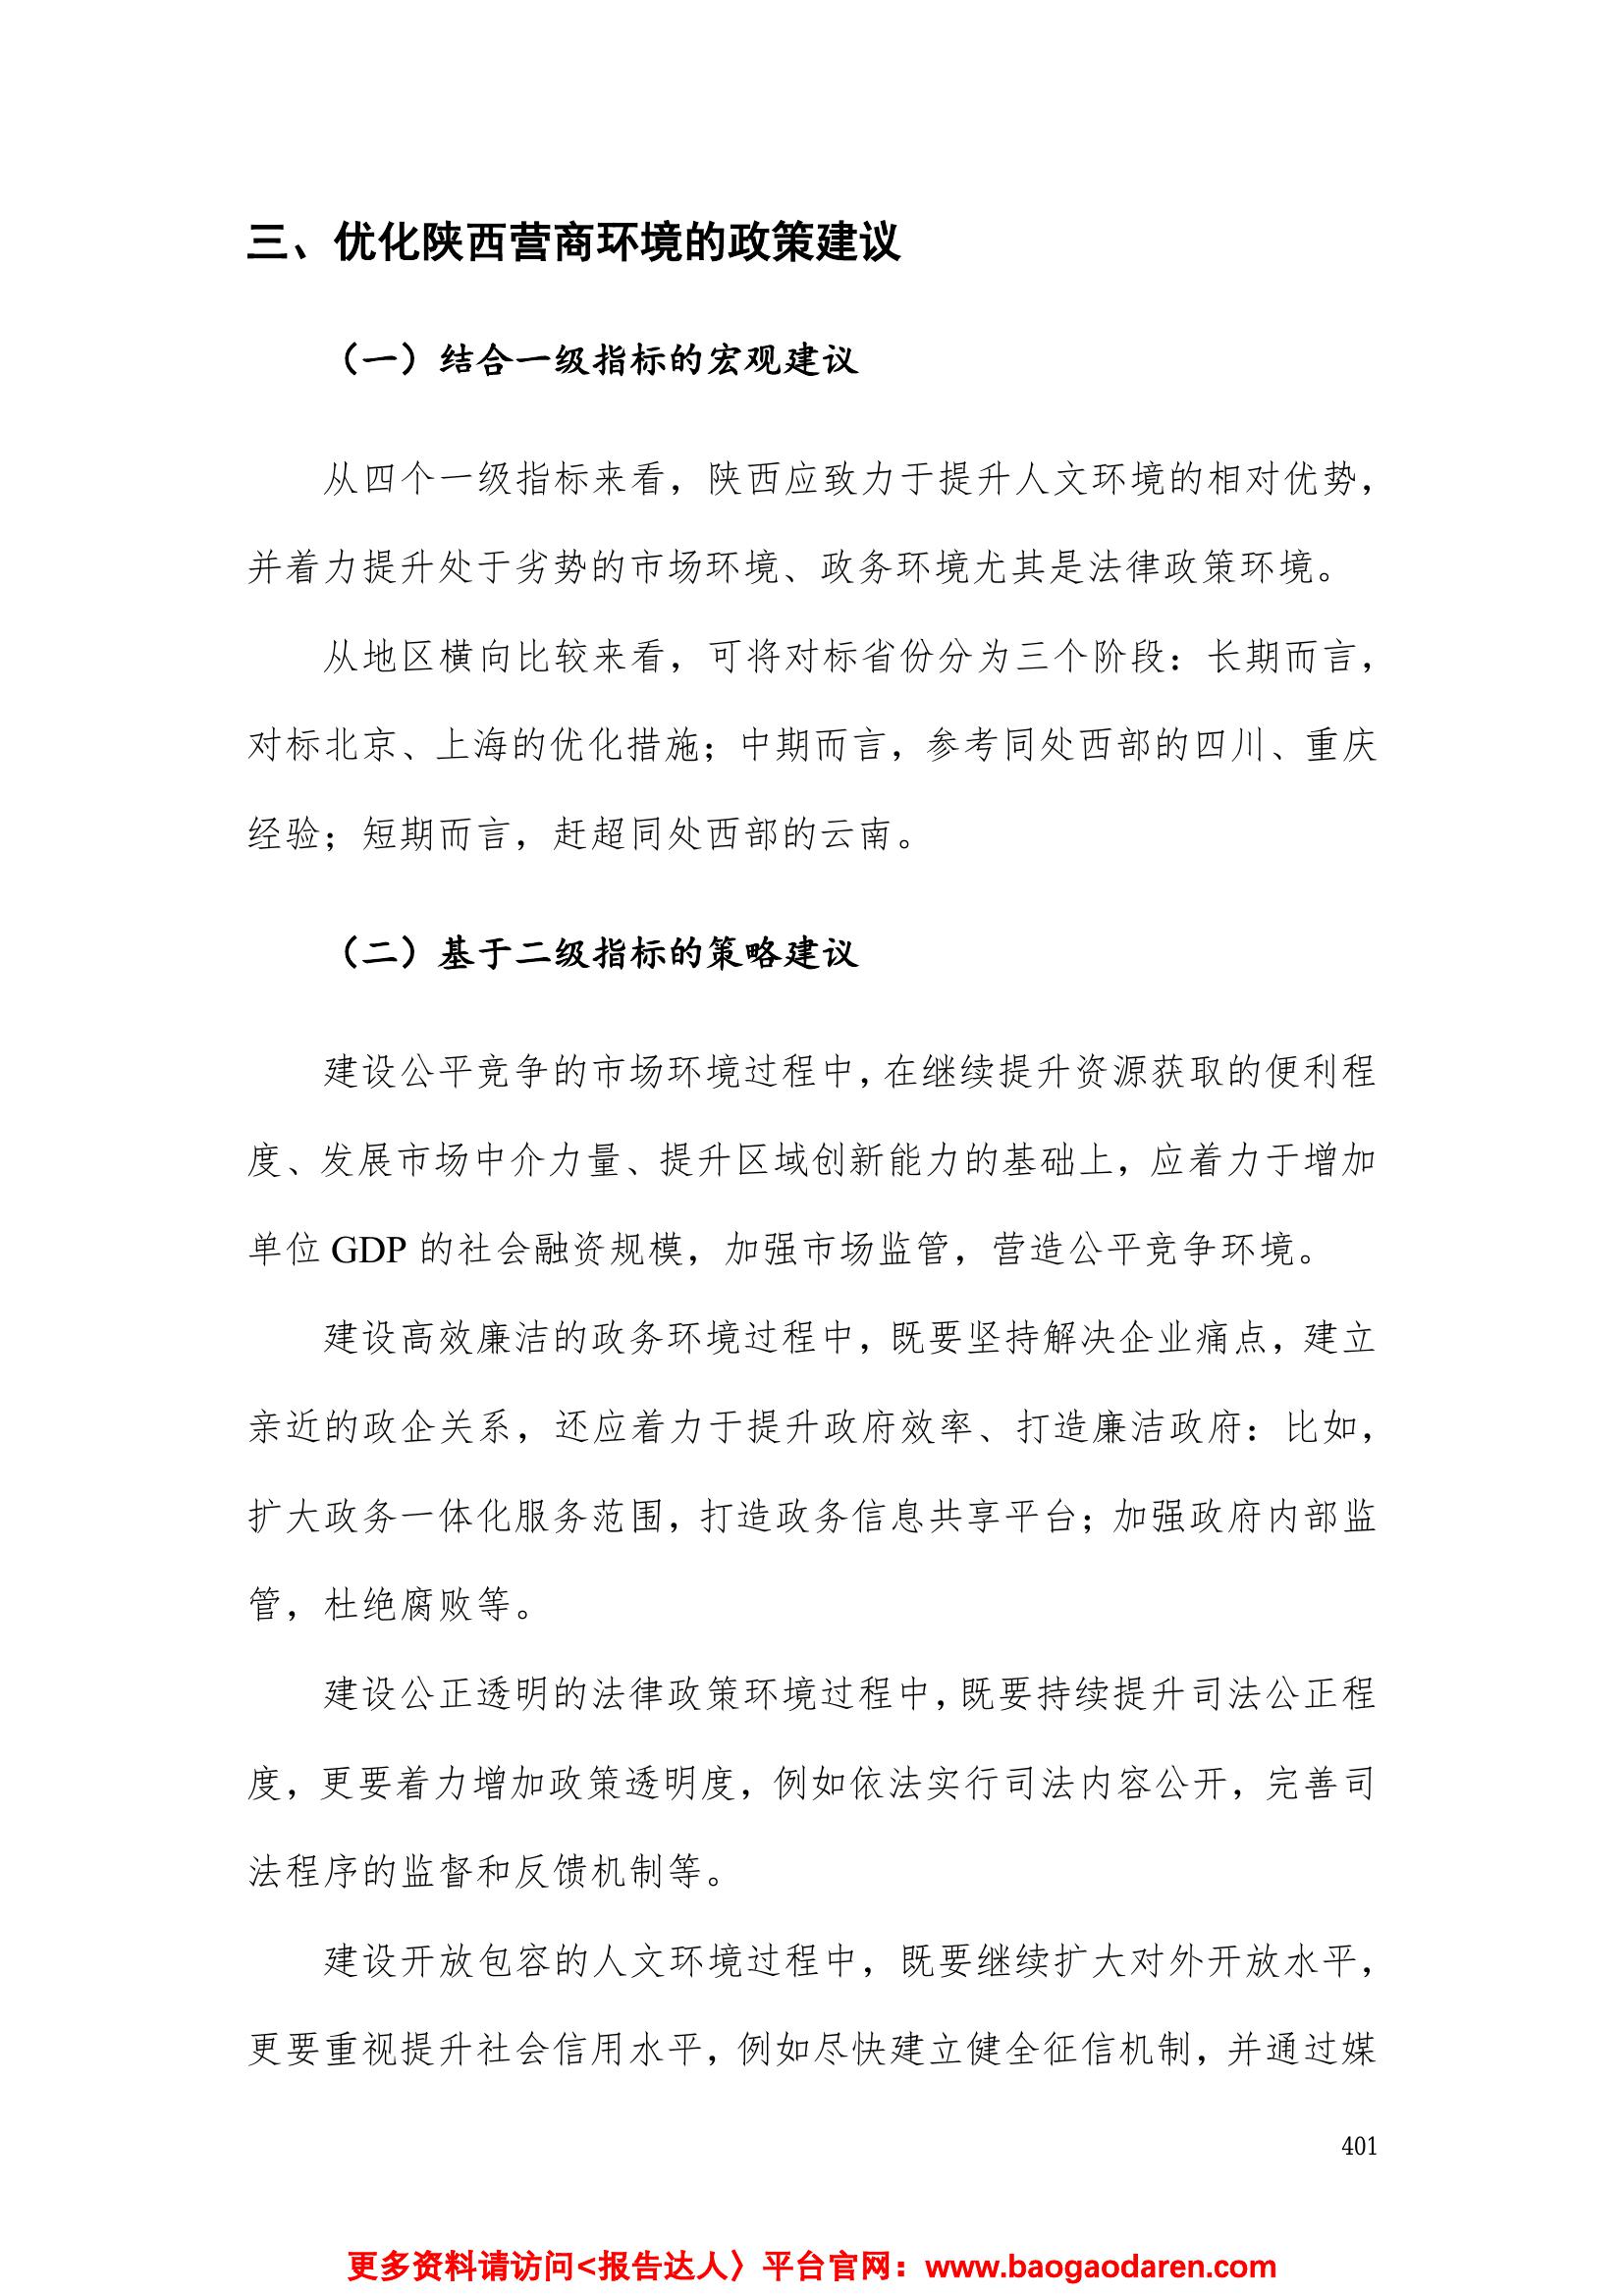 三、优化陕西营商环境的政策建议
（一）结合一级指标的宏观建议
从四个一级指标来看，陕西应致力于提升人文环境的相对优势，
并着力提升处于劣势的市场环境、政务环境尤其是法律政策环境。
从地区横向比较来看，可将对标省份分为三个阶段：长期而言，
对标北京、上海的优化措施；中期而言，参考同处西部的四川、重庆
经验；短期而言，赶超同处西部的云南。
（二）基于二级指标的策略建议
建设公平竞争的市场环境过程中，在继续提升资源获取的便利程
度、发展市场中介力量、提升区域创新能力的基础上，应着力于增加
单位 GDP 的社会融资规模，加强市场监管，营造公平竞争环境。
建设高效廉洁的政务环境过程中，既要坚持解决企业痛点，建立
亲近的政企关系，还应着力于提升政府效率、打造廉洁政府：比如，
扩大政务一体化服务范围，打造政务信息共享平台；加强政府内部监
管，杜绝腐败等。
建设公正透明的法律政策环境过程中，既要持续提升司法公正程
度，更要着力增加政策透明度，例如依法实行司法内容公开，完善司
法程序的监督和反馈机制等。
建设开放包容的人文环境过程中，既要继续扩大对外开放水平，
更要重视提升社会信用水平，例如尽快建立健全征信机制，并通过媒
401
更多资料请访问<报告达人〉平台官网：www.baogaodaren.com